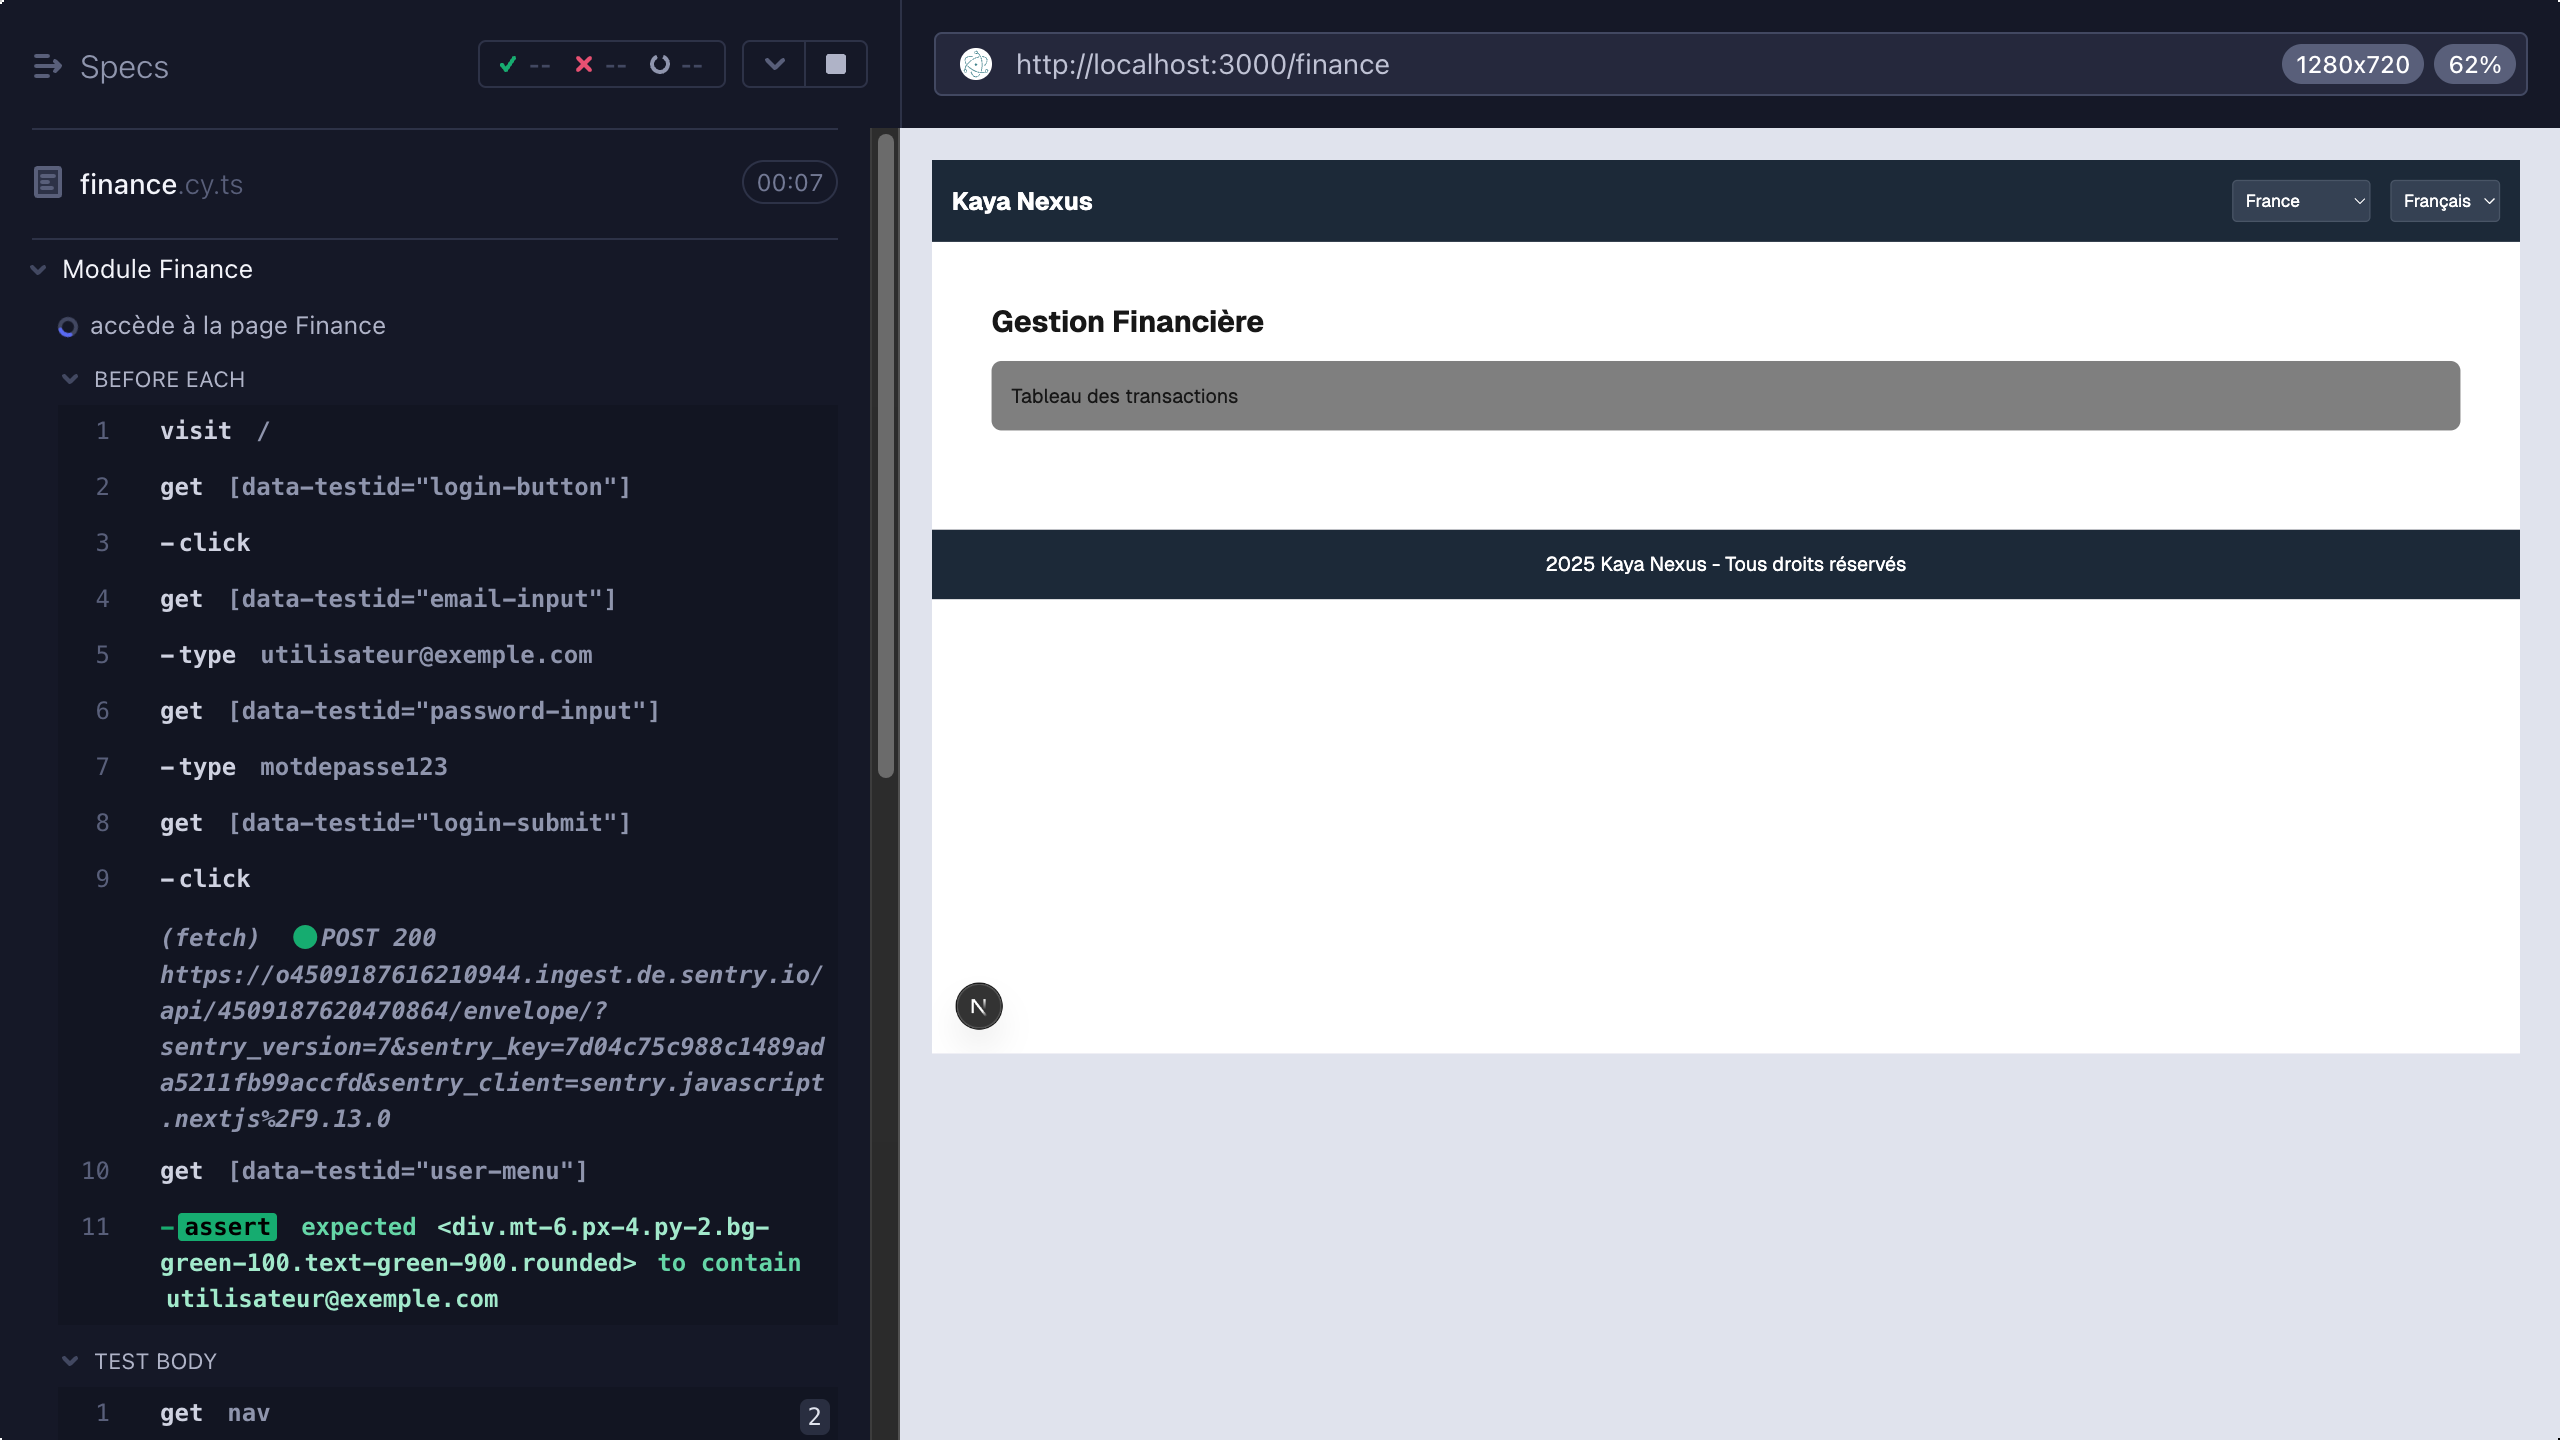 Specs
-- -- --
finance.cy.ts
00:07
Module Finance
accède à la page Finance
BEFORE EACH
1 visit /
2 get [data-testid="login-button"]
3 -click
4 get [data-testid="email-input"]
5 -type utilisateur@exemple.com
6 get [data-testid="password-input"]
7 -type motdepasse123
8 get [data-testid="login-submit"]
9 -click
(fetch) POST 200
https://o4509187616210944.ingest.de.sentry.io/
api/4509187620470864/envelope/?
sentry_version=7&sentry_key=7d04c75c988c1489ad
a5211fb99accfd&sentry_client=sentry.javascript
.nextjs%2F9.13.0
10 get [data-testid="user-menu"]
11 -assert expected <div.mt-6.px-4.py-2.bg-
green-100.text-green-900.rounded> to contain
utilisateur@exemple.com
TEST BODY
1 get nav 2
http://localhost:3000/finance
1280x720 62%
Kaya Nexus
France
Français
Gestion Financière
Tableau des transactions
2025 Kaya Nexus - Tous droits réservés
N